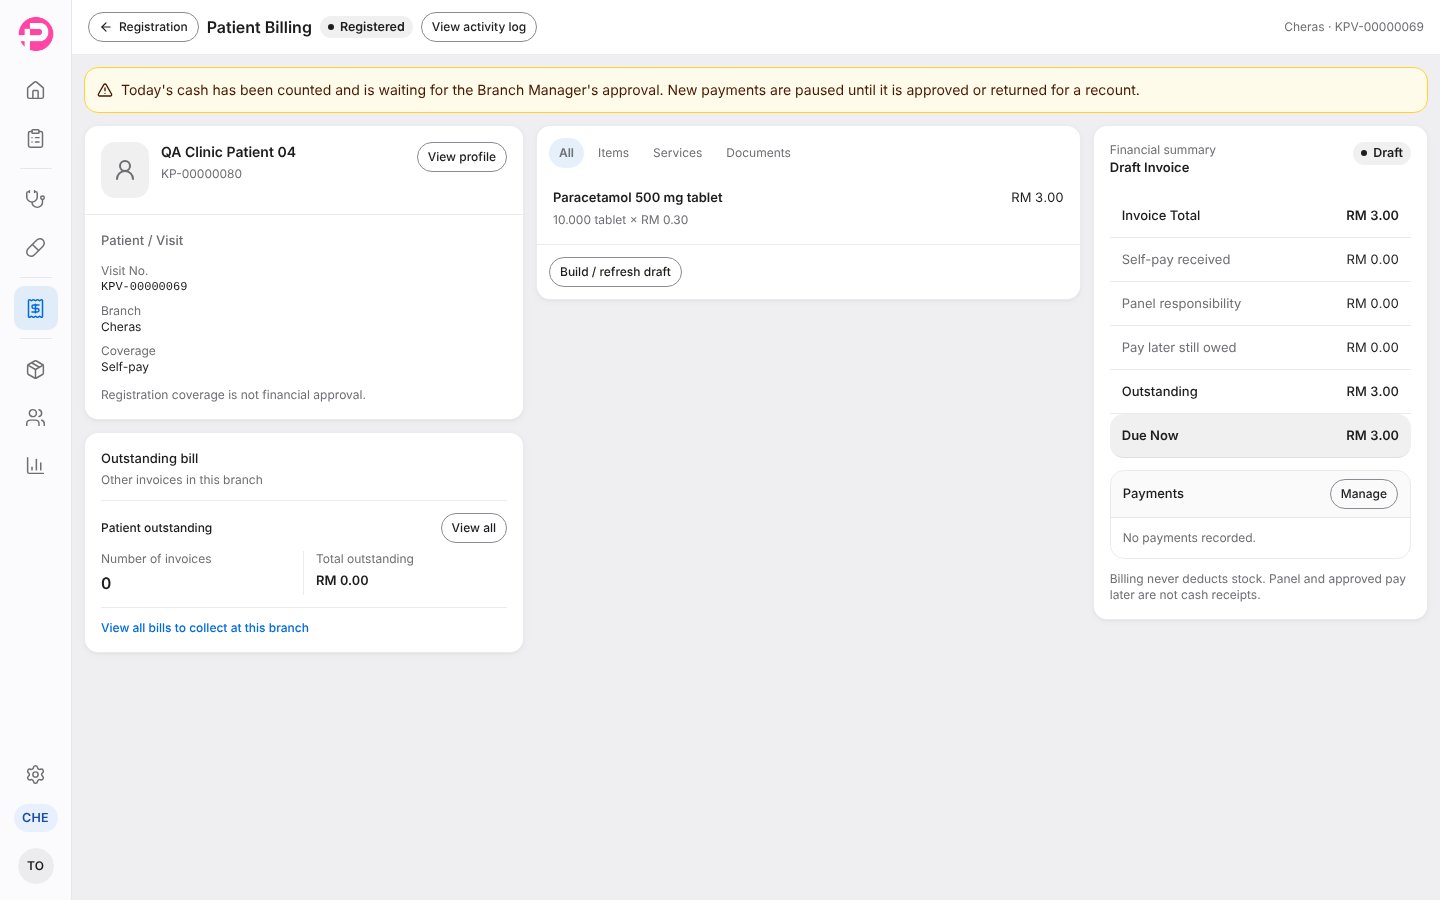 Registration
Patient Billing
Registered
View activity log
Cheras · KPV-00000069
Today's cash has been counted and is waiting for the Branch Manager's approval. New payments are paused until it is approved or returned for a recount.
QA Clinic Patient 04
KP-00000080
View profile
Patient / Visit
Visit No.
KPV-00000069
Branch
Cheras
Coverage
Self-pay
Registration coverage is not financial approval.
Outstanding bill
Other invoices in this branch
Patient outstanding
View all
Number of invoices
0
Total outstanding
RM 0.00
View all bills to collect at this branch
All
Items
Services
Documents
Paracetamol 500 mg tablet
RM 3.00
10.000 tablet × RM 0.30
Build / refresh draft
Financial summary
Draft Invoice
Draft
Invoice Total
RM 3.00
Self-pay received
RM 0.00
Panel responsibility
RM 0.00
Pay later still owed
RM 0.00
Outstanding
RM 3.00
Due Now
RM 3.00
Payments
Manage
No payments recorded.
Billing never deducts stock. Panel and approved pay
later are not cash receipts.
CHE
TO